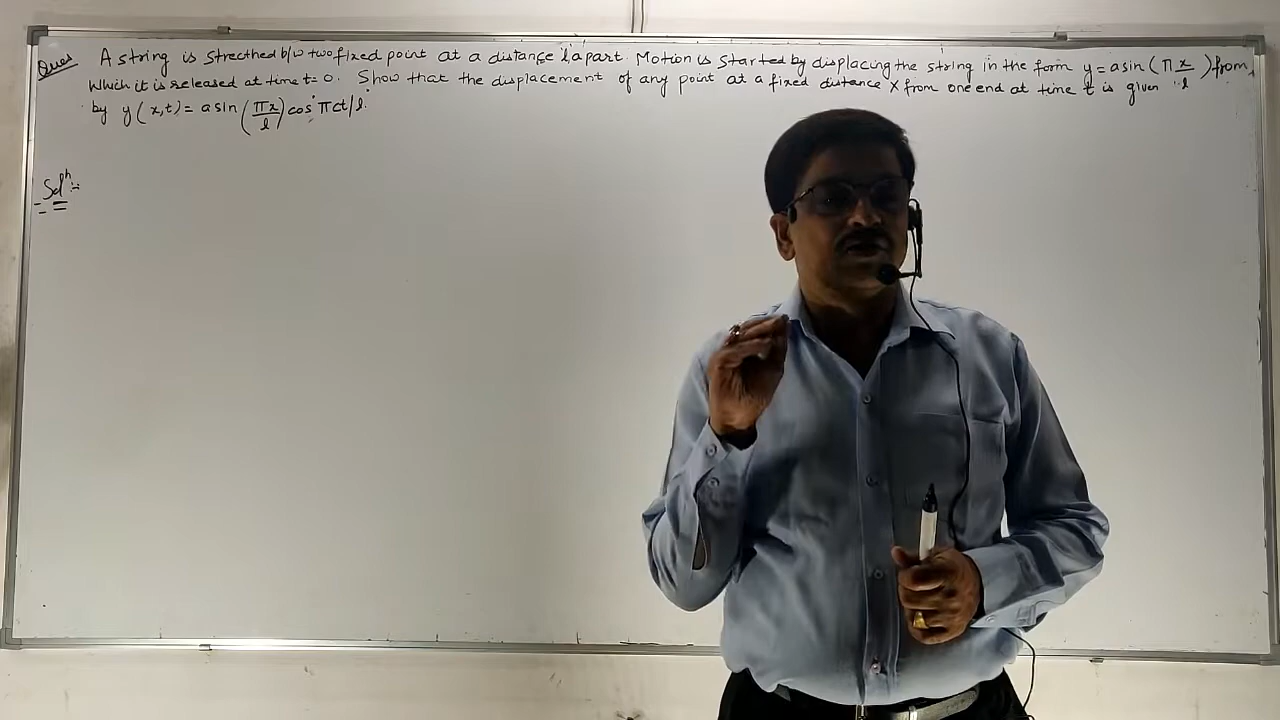 Ques A string is strecthed b/w two fixed point at a distance l apart. Motion is started by displacing the string in the form y = a sin (π x/l) from,
which it is released at time t=0. Show that the displacement of any point at a fixed distance x from one end at time t is given
by y(x,t) = a sin (πx/l) cos πct/l.
Solⁿ:-